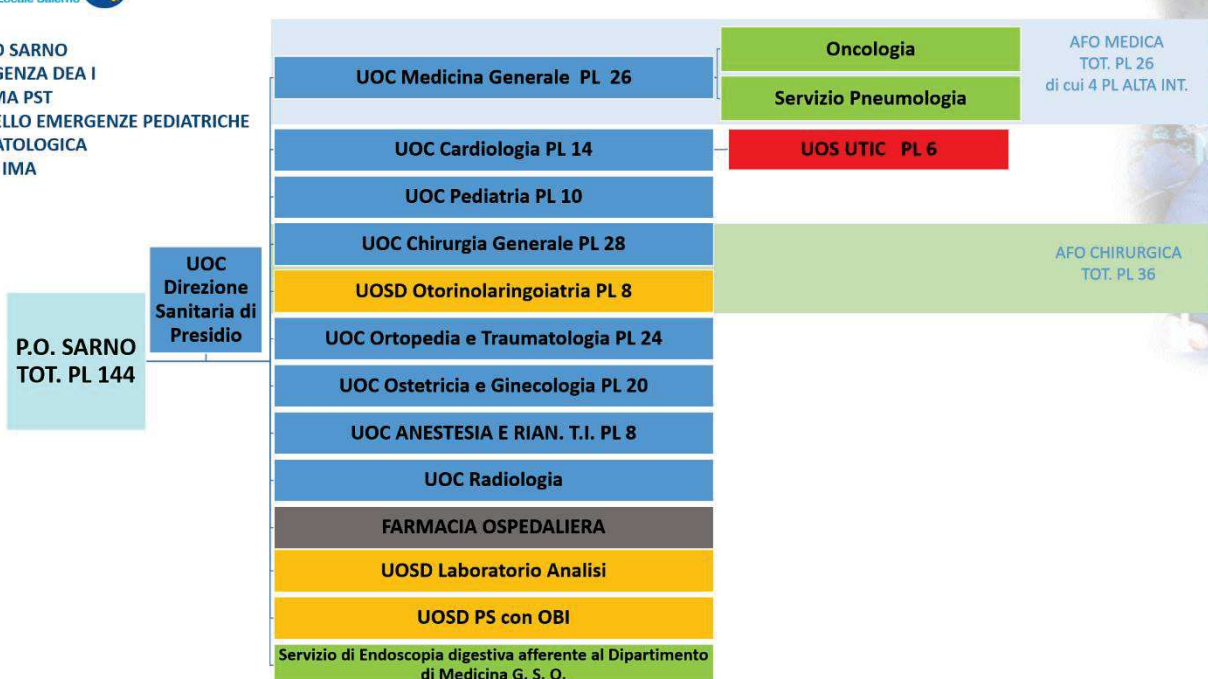 Locale Salerno
O SARNO
GENZA DEA I
MA PST
ELLO EMERGENZE PEDIATRICHE
ATOLOGICA
IMA
P.O. SARNO
TOT. PL 144
UOC
Direzione
Sanitaria di
Presidio
UOC Medicina Generale PL 26
Oncologia
Servizio Pneumologia
AFO MEDICA
TOT. PL 26
di cui 4 PL ALTA INT.
UOC Cardiologia PL 14
UOS UTIC PL 6
UOC Pediatria PL 10
UOC Chirurgia Generale PL 28
AFO CHIRURGICA
TOT. PL 36
UOSD Otorinolaringoiatria PL 8
UOC Ortopedia e Traumatologia PL 24
UOC Ostetricia e Ginecologia PL 20
UOC ANESTESIA E RIAN. T.I. PL 8
UOC Radiologia
FARMACIA OSPEDALIERA
UOSD Laboratorio Analisi
UOSD PS con OBI
Servizio di Endoscopia digestiva afferente al Dipartimento
di Medicina G. S. O.